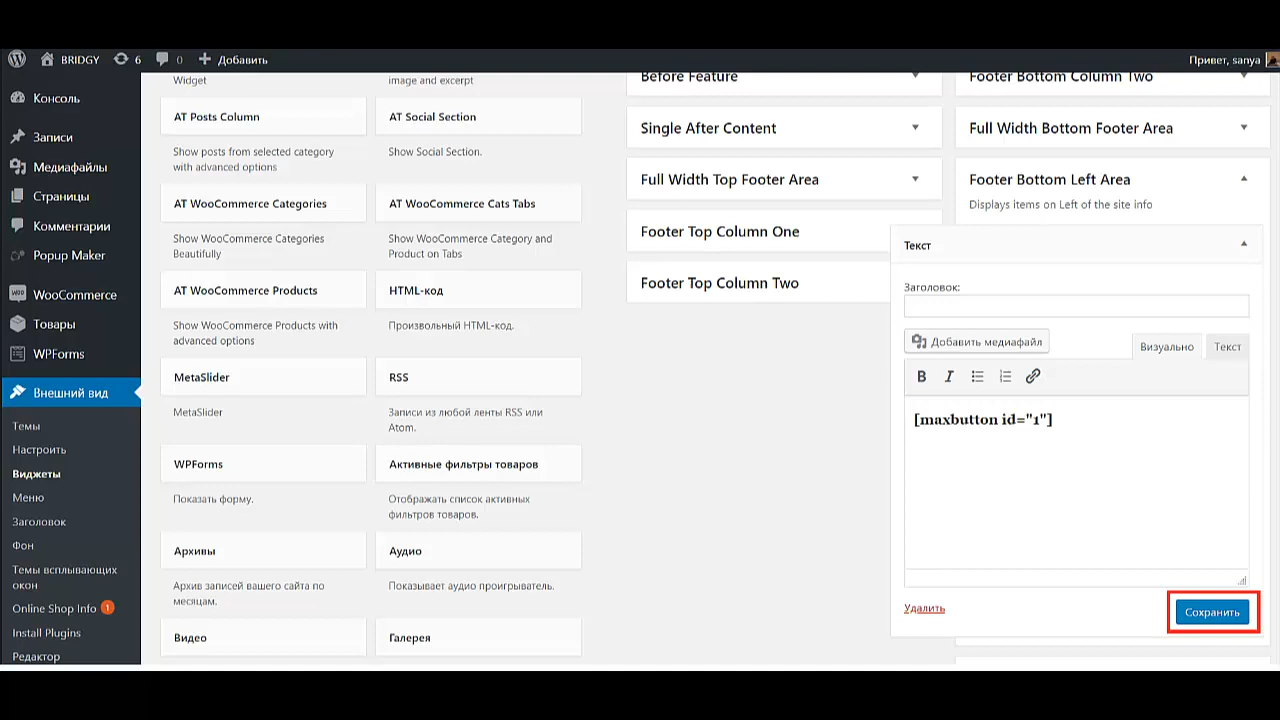 BRIDGY 6 0 Добавить Привет, sanya
Консоль
Записи
Медиафайлы
Страницы
Комментарии
Popup Maker
WooCommerce
Товары
WPForms
Внешний вид
Темы
Настроить
Виджеты
Меню
Заголовок
Фон
Темы всплывающих
окон
Online Shop Info 1
Install Plugins
Редактор
Widget
AT Posts Column
Show posts from selected category
with advanced options
AT WooCommerce Categories
Show WooCommerce Categories
Beautifully
AT WooCommerce Products
Show WooCommerce Products with
advanced options
MetaSlider
MetaSlider
WPForms
Показать форму.
Архивы
Архив записей вашего сайта по
месяцам.
Видео
image and excerpt
AT Social Section
Show Social Section.
AT WooCommerce Cats Tabs
Show WooCommerce Category and
Product on Tabs
HTML-код
Произвольный HTML-код.
RSS
Записи из любой ленты RSS или
Atom.
Активные фильтры товаров
Отображать список активных
фильтров товаров.
Аудио
Показывает аудио проигрыватель.
Галерея
Before Feature
Single After Content
Full Width Top Footer Area
Footer Top Column One
Footer Top Column Two
Footer Bottom Column Two
Full Width Bottom Footer Area
Footer Bottom Left Area
Displays items on Left of the site info
Текст
Заголовок:
Добавить медиафайл
Визуально Текст
B I
[maxbutton id="1"]
Удалить Сохранить